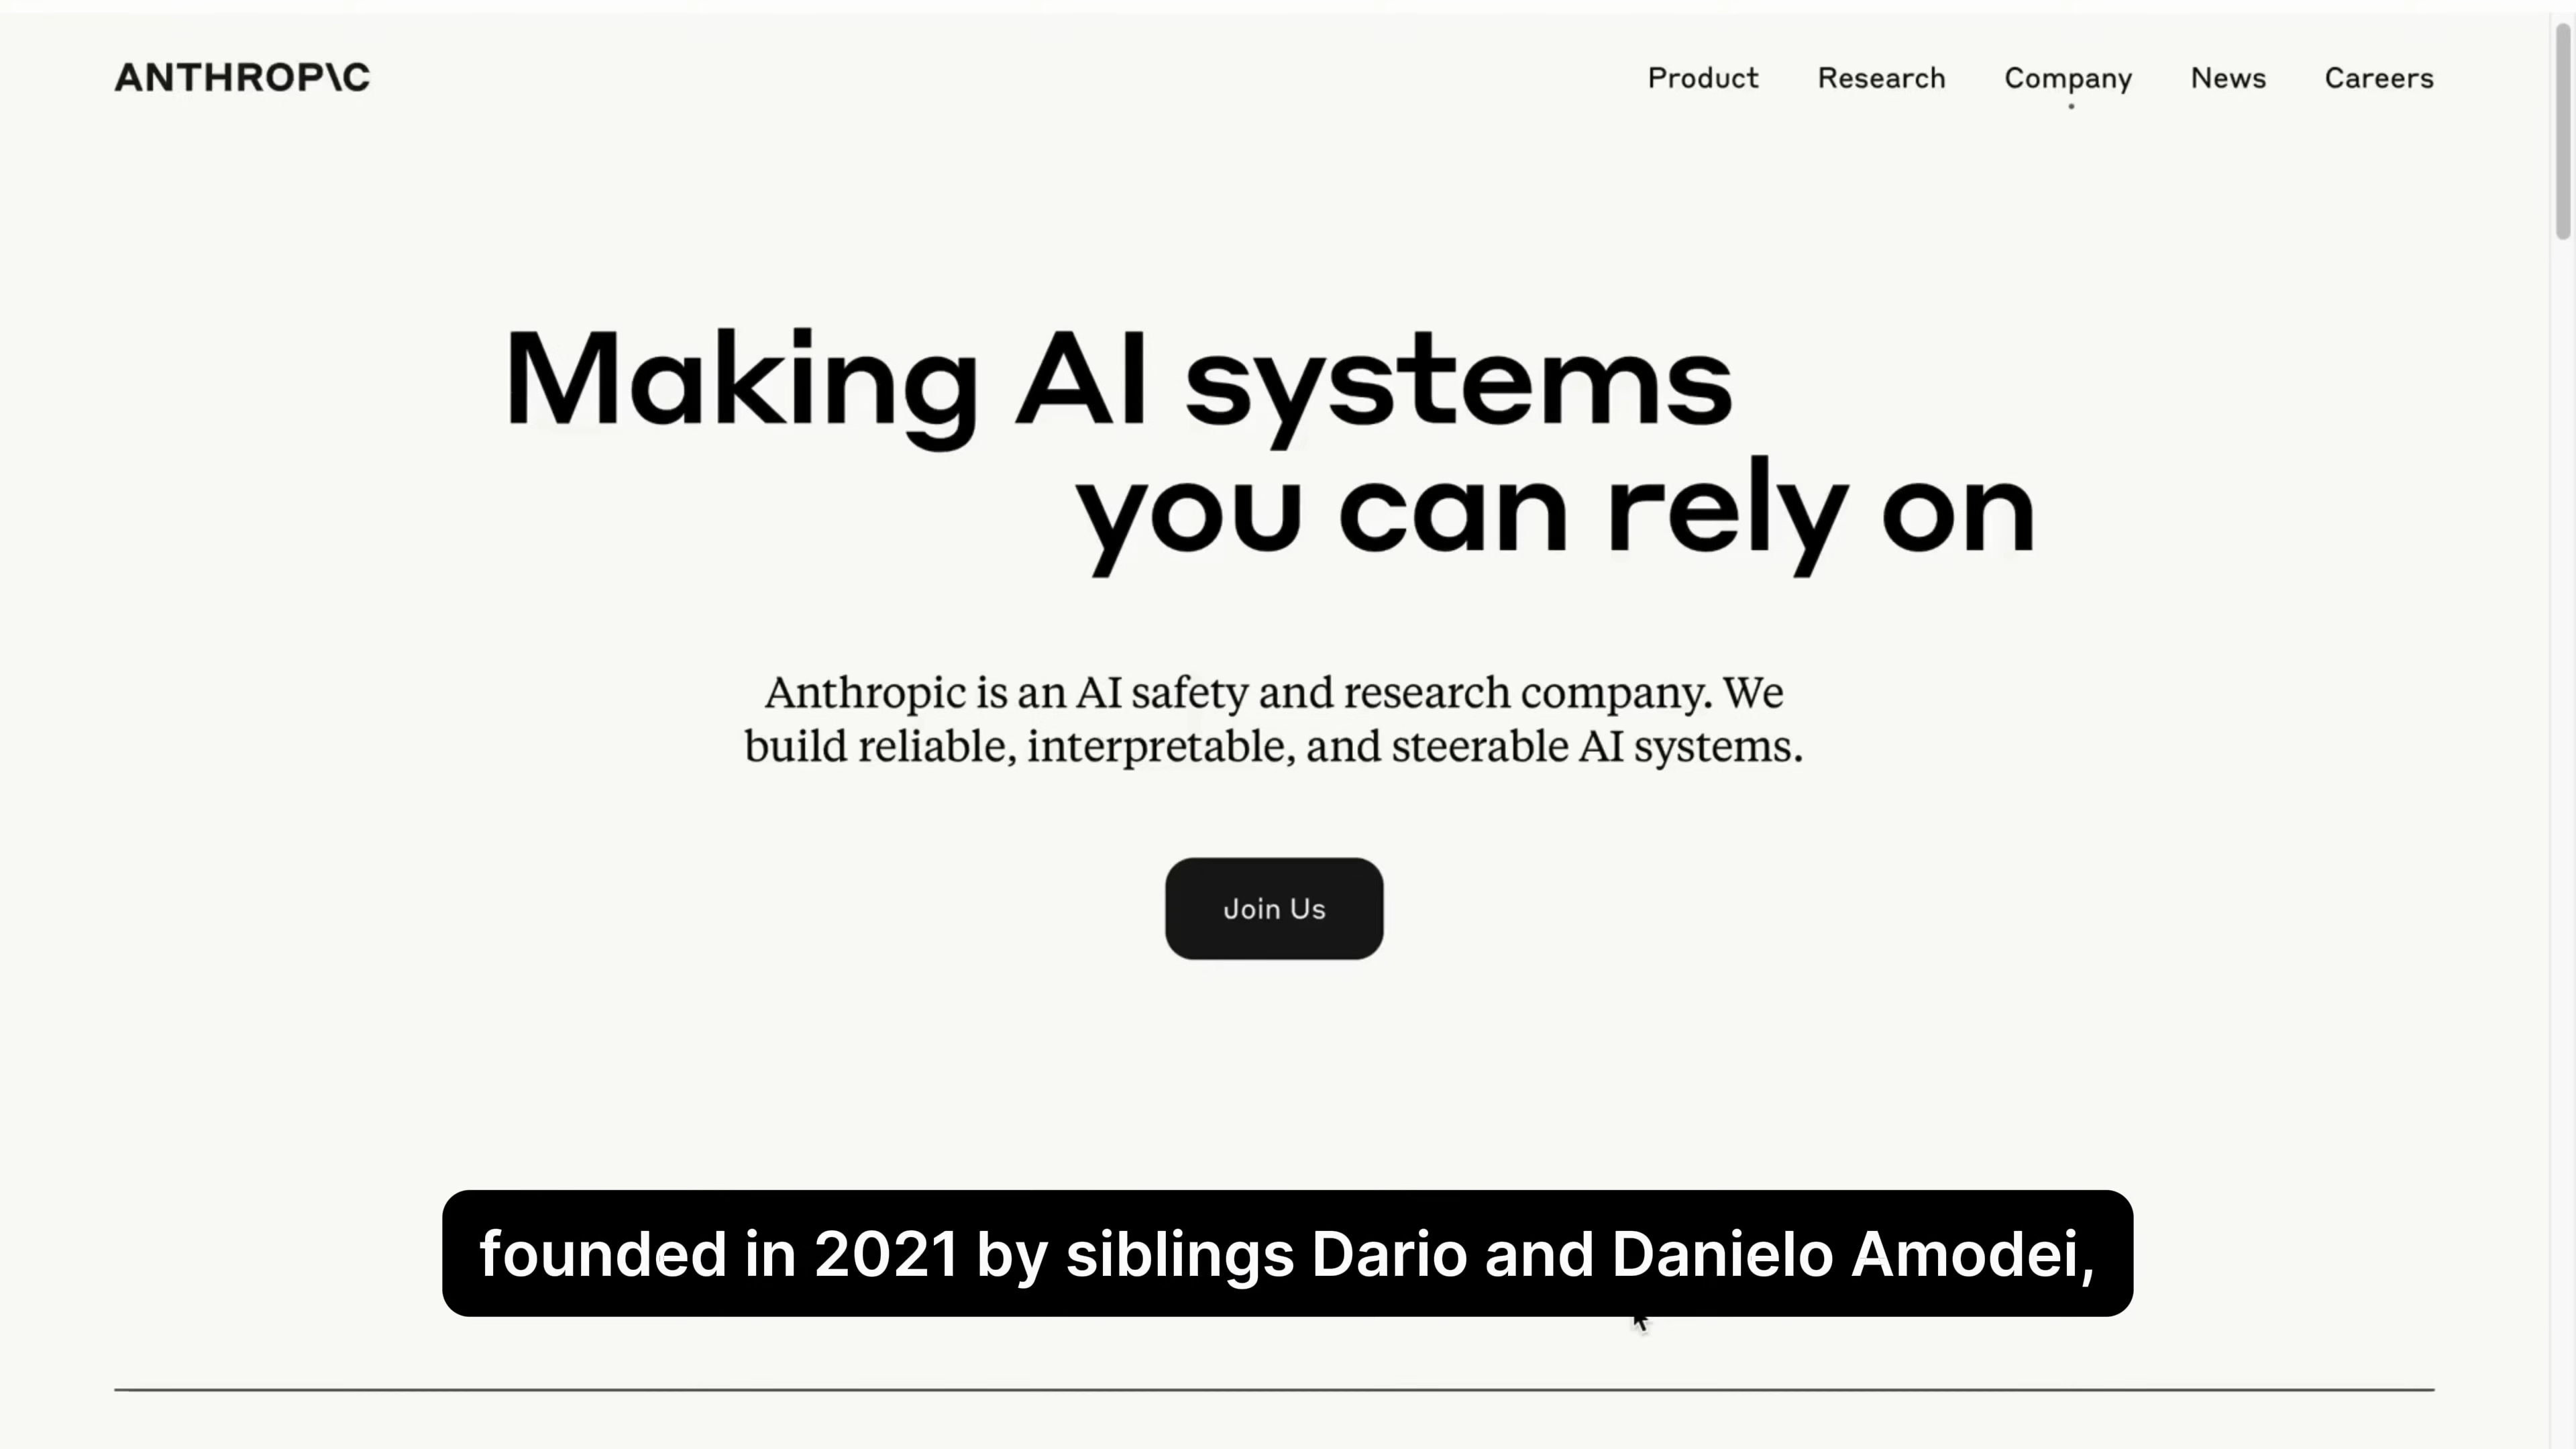 ANTHROP\C
Product Research Company News Careers
Making AI systems
you can rely on
Anthropic is an AI safety and research company. We
build reliable, interpretable, and steerable AI systems.
Join Us
founded in 2021 by siblings Dario and Danielo Amodei,